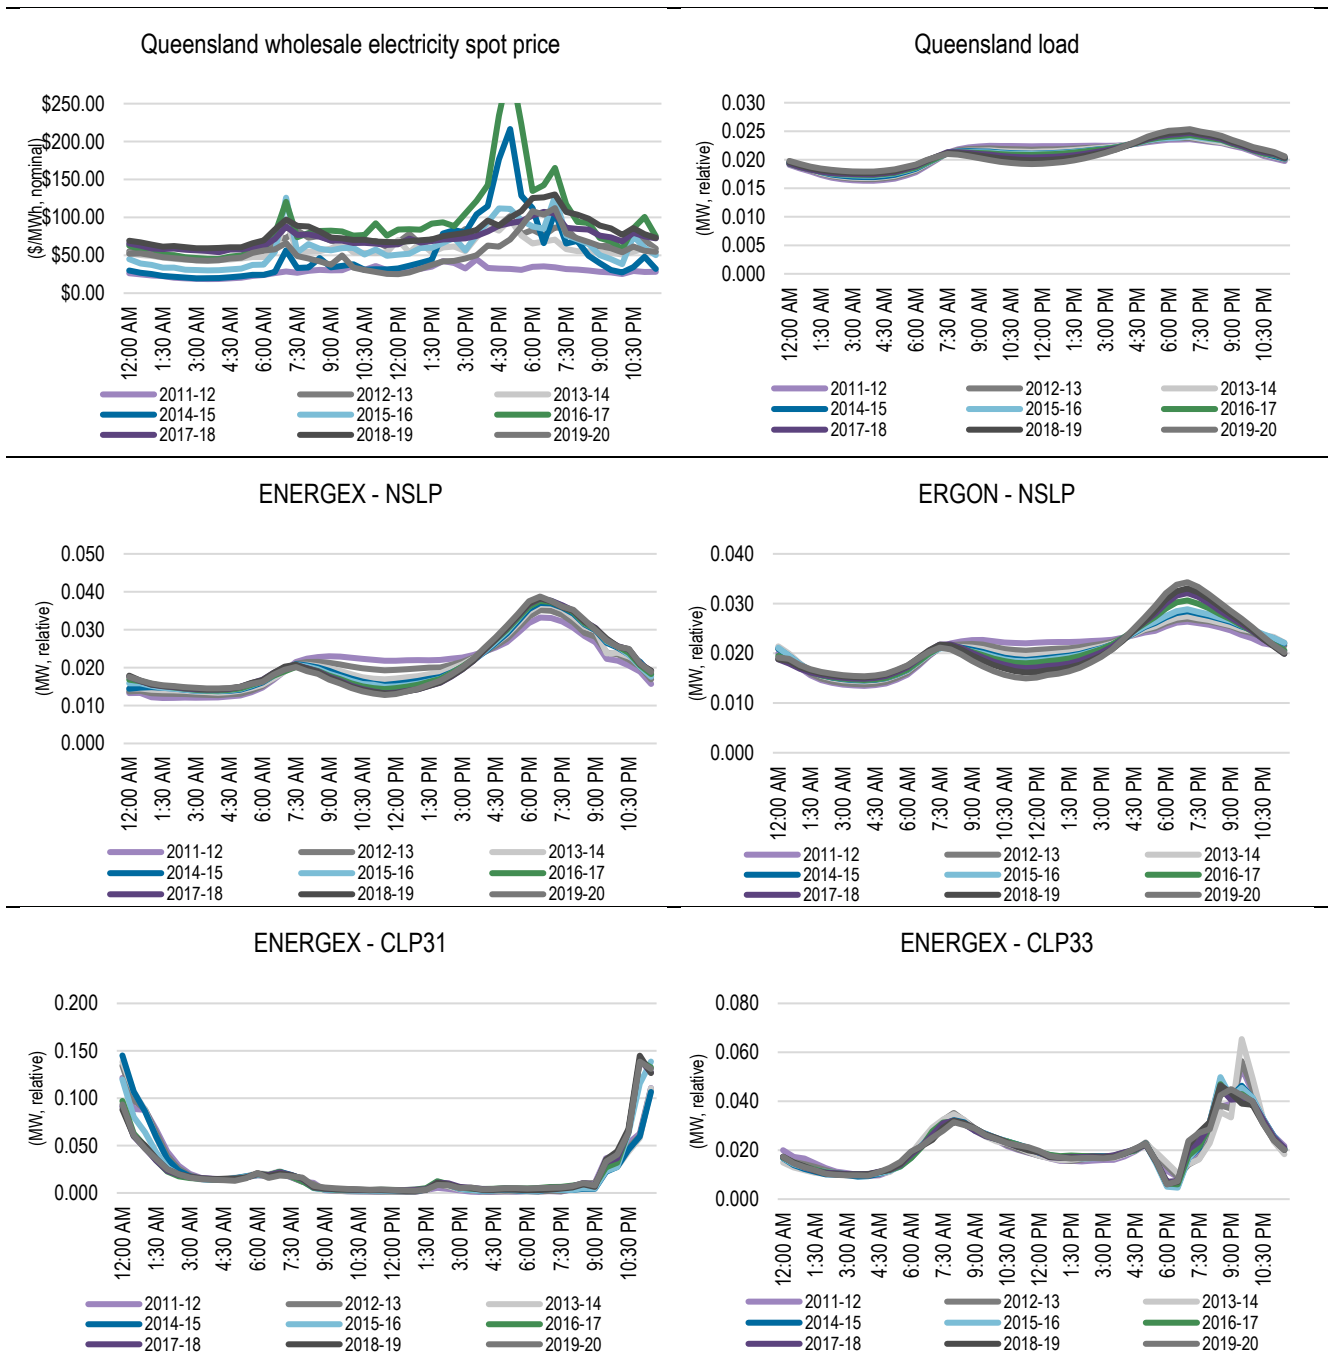 Queensland wholesale electricity spot price
($/MWh, nominal)
$250.00
$200.00
$150.00
$100.00
$50.00
$0.00
12:00 AM
1:30 AM
3:00 AM
4:30 AM
6:00 AM
7:30 AM
9:00 AM
10:30 AM
12:00 PM
1:30 PM
3:00 PM
4:30 PM
6:00 PM
7:30 PM
9:00 PM
10:30 PM
2011-12 2012-13 2013-14
2014-15 2015-16 2016-17
2017-18 2018-19 2019-20
Queensland load
(MW, relative)
0.030
0.025
0.020
0.015
0.010
0.005
0.000
12:00 AM
1:30 AM
3:00 AM
4:30 AM
6:00 AM
7:30 AM
9:00 AM
10:30 AM
12:00 PM
1:30 PM
3:00 PM
4:30 PM
6:00 PM
7:30 PM
9:00 PM
10:30 PM
2011-12 2012-13 2013-14
2014-15 2015-16 2016-17
2017-18 2018-19 2019-20
ENERGEX - NSLP
(MW, relative)
0.050
0.040
0.030
0.020
0.010
0.000
12:00 AM
1:30 AM
3:00 AM
4:30 AM
6:00 AM
7:30 AM
9:00 AM
10:30 AM
12:00 PM
1:30 PM
3:00 PM
4:30 PM
6:00 PM
7:30 PM
9:00 PM
10:30 PM
2011-12 2012-13 2013-14
2014-15 2015-16 2016-17
2017-18 2018-19 2019-20
ERGON - NSLP
(MW, relative)
0.040
0.030
0.020
0.010
0.000
12:00 AM
1:30 AM
3:00 AM
4:30 AM
6:00 AM
7:30 AM
9:00 AM
10:30 AM
12:00 PM
1:30 PM
3:00 PM
4:30 PM
6:00 PM
7:30 PM
9:00 PM
10:30 PM
2011-12 2012-13 2013-14
2014-15 2015-16 2016-17
2017-18 2018-19 2019-20
ENERGEX - CLP31
(MW, relative)
0.200
0.150
0.100
0.050
0.000
12:00 AM
1:30 AM
3:00 AM
4:30 AM
6:00 AM
7:30 AM
9:00 AM
10:30 AM
12:00 PM
1:30 PM
3:00 PM
4:30 PM
6:00 PM
7:30 PM
9:00 PM
10:30 PM
2011-12 2012-13 2013-14
2014-15 2015-16 2016-17
2017-18 2018-19 2019-20
ENERGEX - CLP33
(MW, relative)
0.080
0.060
0.040
0.020
0.000
12:00 AM
1:30 AM
3:00 AM
4:30 AM
6:00 AM
7:30 AM
9:00 AM
10:30 AM
12:00 PM
1:30 PM
3:00 PM
4:30 PM
6:00 PM
7:30 PM
9:00 PM
10:30 PM
2011-12 2012-13 2013-14
2014-15 2015-16 2016-17
2017-18 2018-19 2019-20